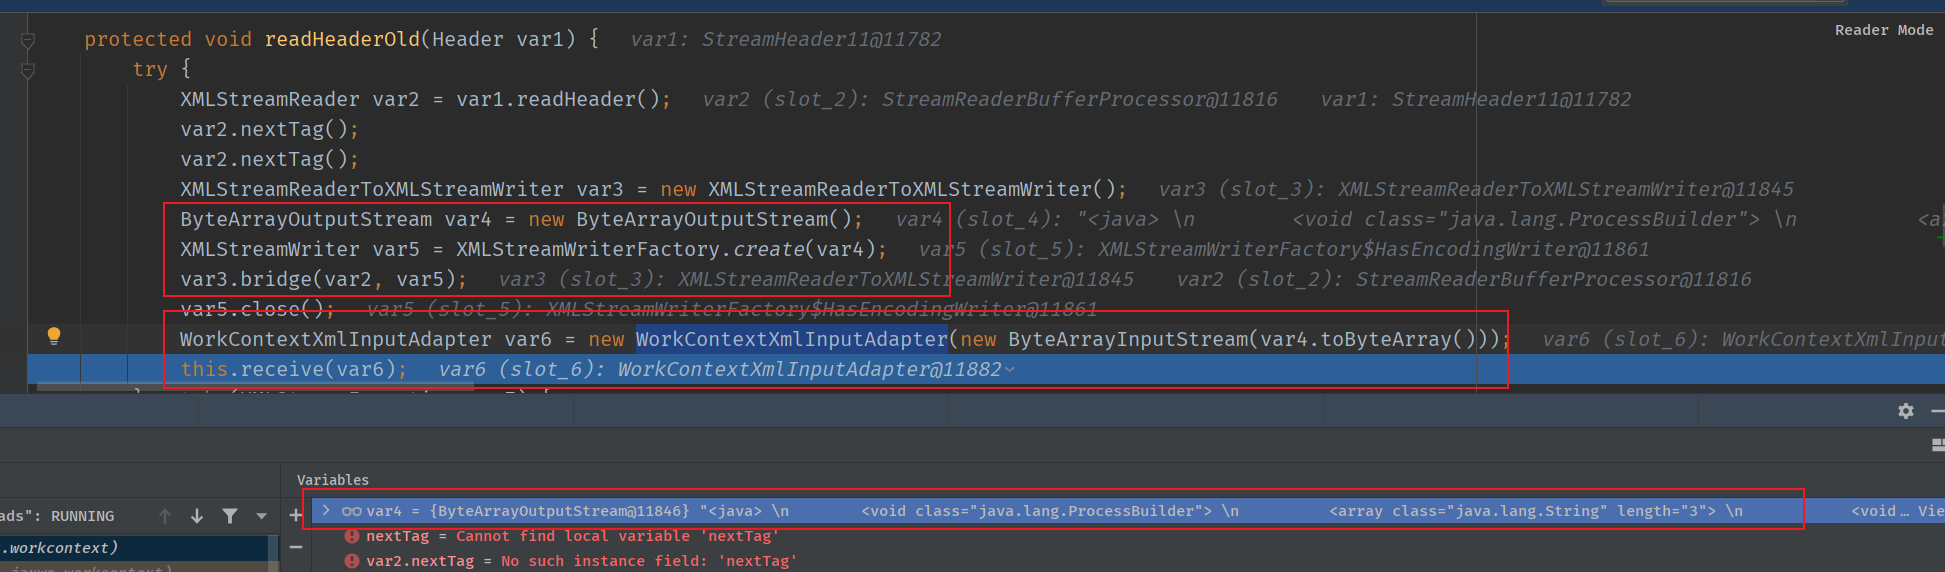 protected void readHeaderOld(Header var1) { var1: StreamHeader11@11782
Reader Mode
try {
XMLStreamReader var2 = var1.readHeader(); var2 (slot_2): StreamReaderBufferProcessor@11816 var1: StreamHeader11@11782
var2.nextTag();
var2.nextTag();
XMLStreamReaderToXMLStreamWriter var3 = new XMLStreamReaderToXMLStreamWriter(); var3 (slot_3): XMLStreamReaderToXMLStreamWriter@11845
ByteArrayOutputStream var4 = new ByteArrayOutputStream(); var4 (slot_4): "<java> \n <void class="java.lang.ProcessBuilder"> \n <a
XMLStreamWriter var5 = XMLStreamWriterFactory.create(var4); var5 (slot_5): XMLStreamWriterFactory$HasEncodingWriter@11861
var3.bridge(var2, var5); var3 (slot_3): XMLStreamReaderToXMLStreamWriter@11845 var2 (slot_2): StreamReaderBufferProcessor@11816
var5.close(); var5 (slot_5): XMLStreamWriterFactory$HasEncodingWriter@11861
WorkContextXmlInputAdapter var6 = new WorkContextXmlInputAdapter(new ByteArrayInputStream(var4.toByteArray())); var6 (slot_6): WorkContextXmlInput
this.receive(var6); var6 (slot_6): WorkContextXmlInputAdapter@11882
Variables
ads": RUNNING
var4 = {ByteArrayOutputStream@11846} "<java> \n <void class="java.lang.ProcessBuilder"> \n <array class="java.lang.String" length="3"> \n <void... Vie
nextTag = Cannot find local variable 'nextTag'
.workcontext)
var2.nextTag = No such instance field: 'nextTag'